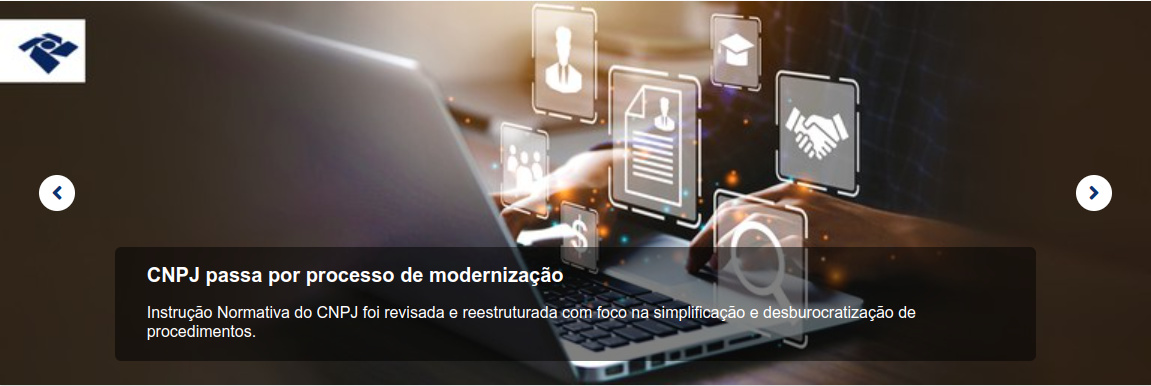 $
CNPJ passa por processo de modernização
Instrução Normativa do CNPJ foi revisada e reestruturada com foco na simplificação e desburocratização de
procedimentos.